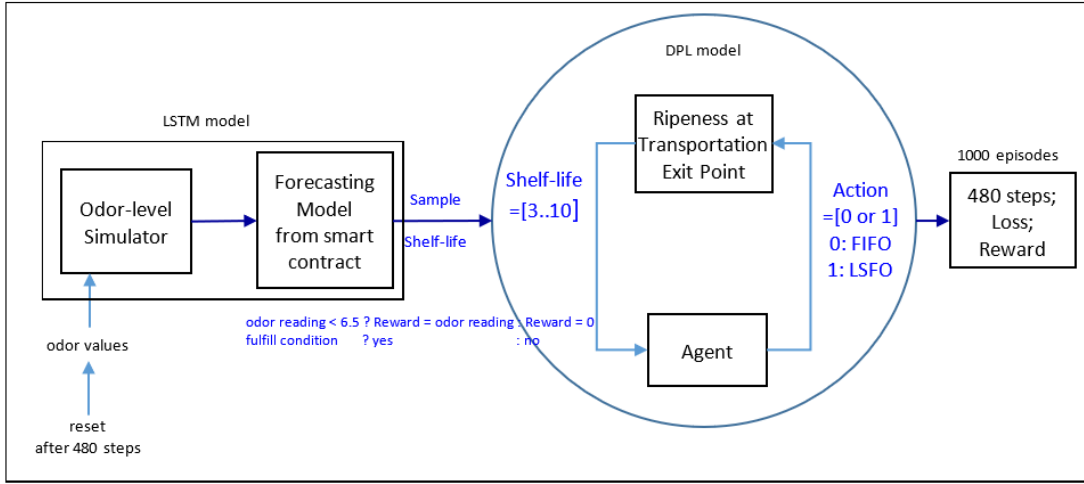 DPL model
LSTM model
Odor-level
Simulator
Forecasting
Model
from smart
contract
Sample
Shelf-life
odor reading < 6.5 ? Reward = odor reading : Reward = 0
fulfill condition ? yes : no
odor values
reset
after 480 steps
Shelf-life
=[3..10]
Ripeness at
Transportation
Exit Point
Agent
Action
=[0 or 1]
0: FIFO
1: LSFO
1000 episodes
480 steps;
Loss;
Reward